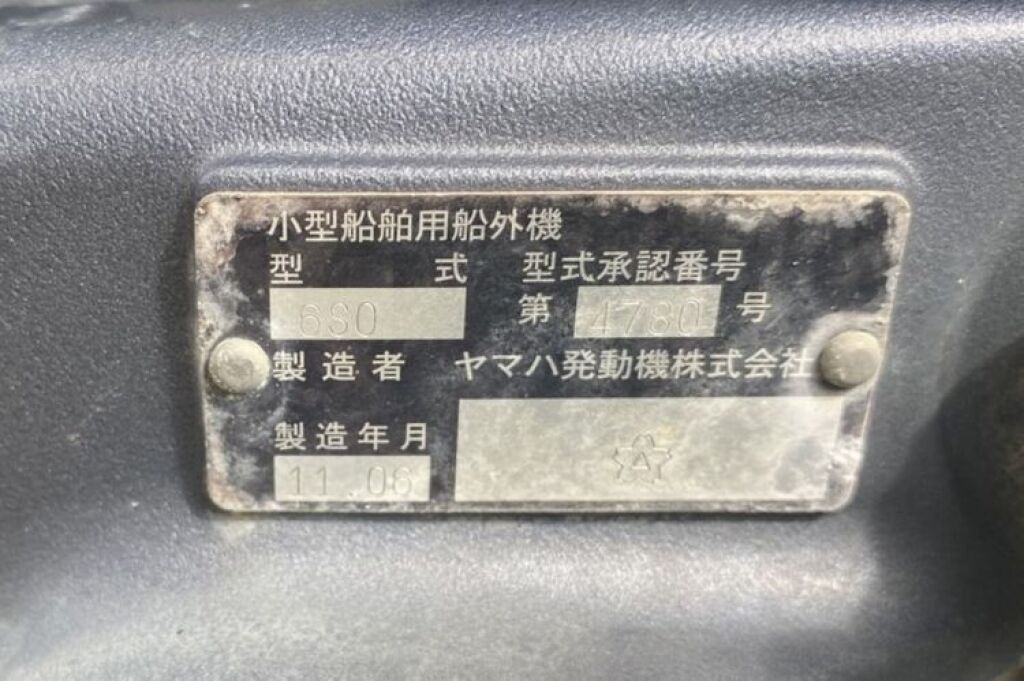 小型船舶用船外機
型 式 型式承認番号
6S0 第 4780 号
製造者 ヤマハ発動機株式会社
製造年月
11.06
A